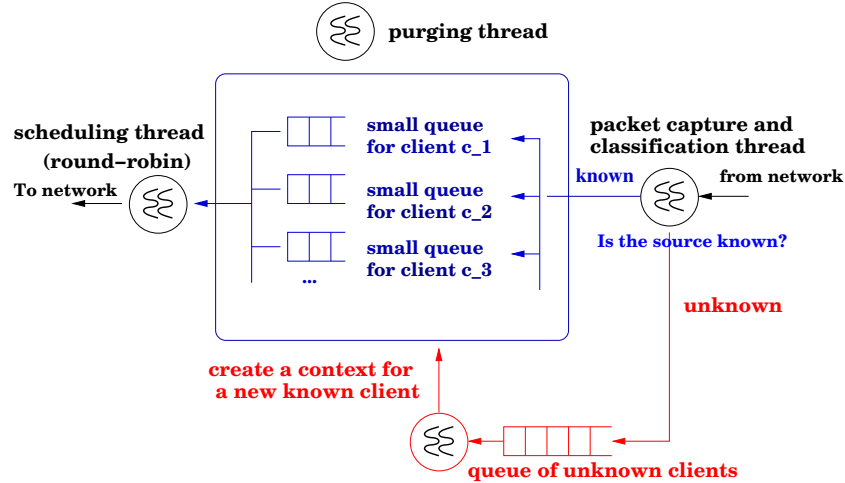 purging thread
scheduling thread
(round–robin)
To network
small queue
for client c_1
small queue
for client c_2
small queue
for client c_3
...
packet capture and
classification thread
known
from network
Is the source known?
unknown
create a context for
a new known client
queue of unknown clients